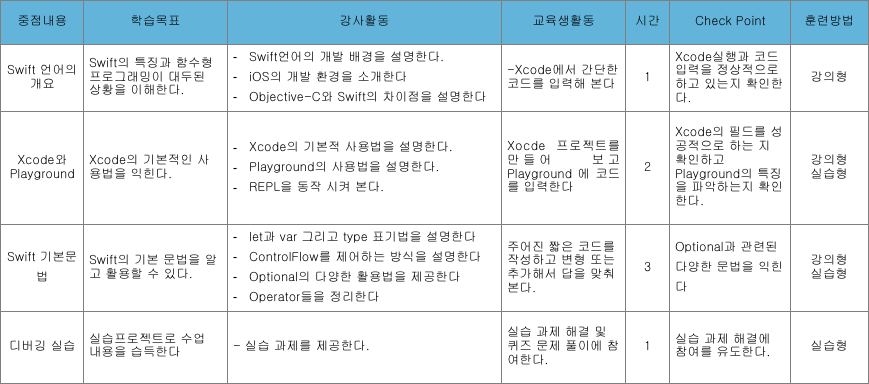 중점내용
학습목표
강사활동
교육생활동
시간
Check Point
훈련방법
Swift 언어의
개요
Swift의 특징과 함수형
프로그래밍이 대두된
상황을 이해한다.
- Swift언어의 개발 배경을 설명한다.
- iOS의 개발 환경을 소개한다
- Objective-C와 Swift의 차이점을 설명한다
-Xcode에서 간단한
코드를 입력해 본다
1
Xcode실행과 코드
입력을 정상적으로
하고 있는지 확인한
다.
강의형
Xcode와
Playground
Xcode의 기본적인 사
용법을 익힌다.
- Xcode의 기본적 사용법을 설명한다.
- Playground의 사용법을 설명한다.
- REPL을 동작 시켜 본다.
Xocde 프로젝트를
만들어 보고
Playground 에 코드
를 입력한다
2
Xcode의 필드를 성
공적으로 하는 지
확인하고
Playground의 특징
을 파악하는지 확인
한다.
강의형
실습형
Swift 기본문
법
Swift의 기본 문법을 알
고 활용할 수 있다.
- let과 var 그리고 type 표기법을 설명한다
- ControlFlow를 제어하는 방식을 설명한다
- Optional의 다양한 활용법을 제공한다
- Operator들을 정리한다
주어진 짧은 코드를
작성하고 변형 또는
추가해서 답을 맞춰
본다.
3
Optional과 관련된
다양한 문법을 익힌
다
강의형
실습형
디버깅 실습
실습프로젝트로 수업
내용을 습득한다
- 실습 과제를 제공한다.
실습 과제 해결 및
퀴즈 문제 풀이에 참
여한다.
1
실습 과제 해결에
참여를 유도한다.
실습형